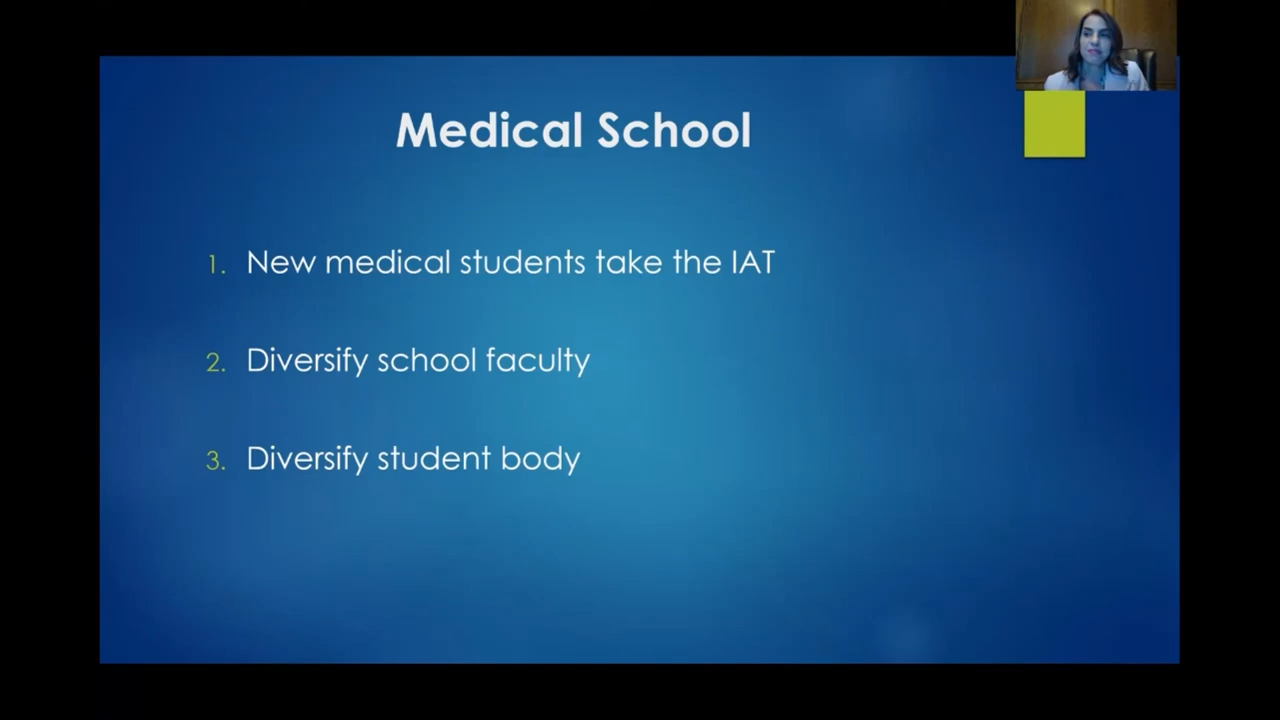 Medical School
1. New medical students take the IAT
2. Diversify school faculty
3. Diversify student body